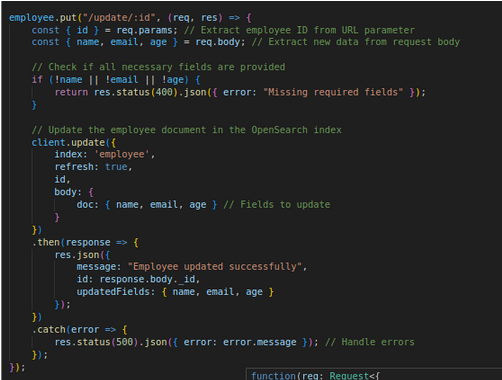 employee.put("/update/:id", (req, res) => {
    const { id } = req.params; // Extract employee ID from URL parameter
    const { name, email, age } = req.body; // Extract new data from request body

    // Check if all necessary fields are provided
    if (!name || !email || !age) {
        return res.status(400).json({ error: "Missing required fields" });
    }

    // Update the employee document in the OpenSearch index
    client.update({
        index: 'employee',
        refresh: true,
        id,
        body: {
            doc: { name, email, age } // Fields to update
        }
    })
    .then(response => {
        res.json({
            message: "Employee updated successfully",
            id: response.body._id,
            updatedFields: { name, email, age }
        });
    })
    .catch(error => {
        res.status(500).json({ error: error.message }); // Handle errors
    });
});
function(req: Request<{